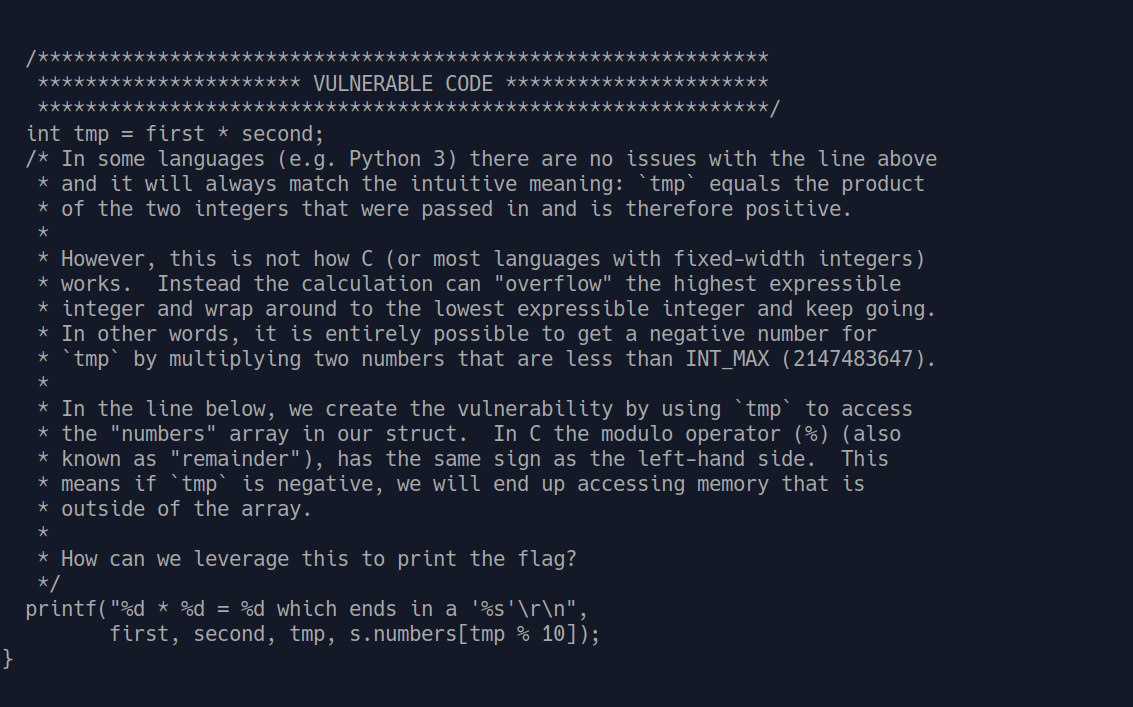 /*************************************************************
********************** VULNERABLE CODE **********************
*************************************************************/
int tmp = first * second;
/* In some languages (e.g. Python 3) there are no issues with the line above
* and it will always match the intuitive meaning: `tmp` equals the product
* of the two integers that were passed in and is therefore positive.
*
* However, this is not how C (or most languages with fixed-width integers)
* works.  Instead the calculation can "overflow" the highest expressible
* integer and wrap around to the lowest expressible integer and keep going.
* In other words, it is entirely possible to get a negative number for
* `tmp` by multiplying two numbers that are less than INT_MAX (2147483647).
*
* In the line below, we create the vulnerability by using `tmp` to access
* the "numbers" array in our struct.  In C the modulo operator (%) (also
* known as "remainder"), has the same sign as the left-hand side.  This
* means if `tmp` is negative, we will end up accessing memory that is
* outside of the array.
*
* How can we leverage this to print the flag?
*/
printf("%d * %d = %d which ends in a '%s'\r\n",
first, second, tmp, s.numbers[tmp % 10]);
}